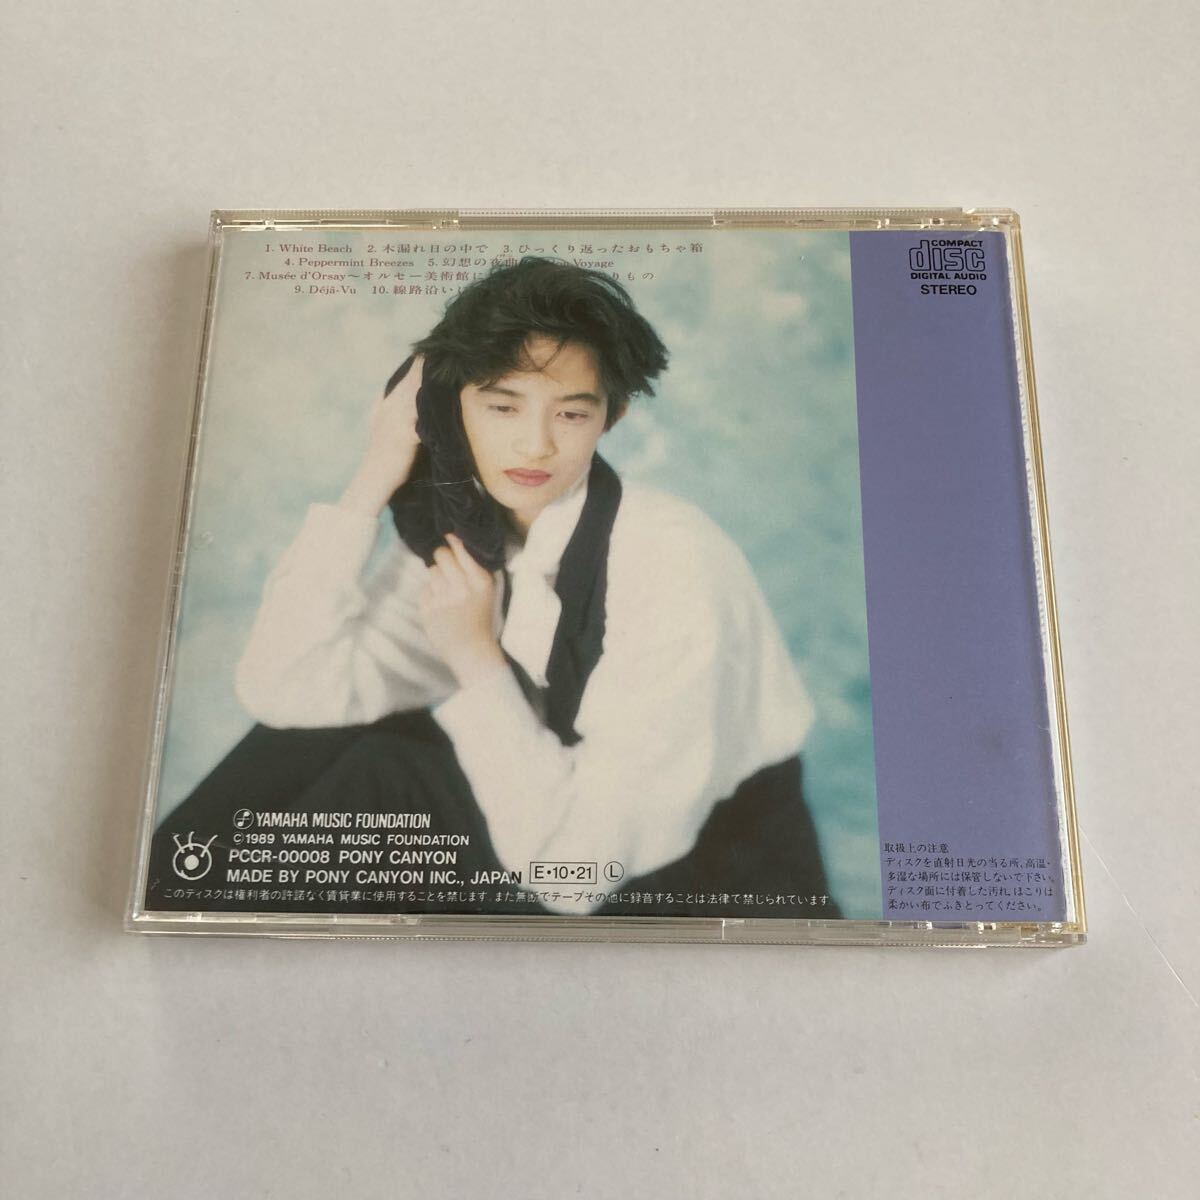 1. White Beach 2. 木漏れ日の中で 3. ひっくり返ったおもちゃ箱
4. Peppermint Breezes 5. 幻想の夜曲 Voyage
7. Musée d'Orsay〜オルセー美術館に りもの
9. Déjà-Vu 10. 線路沿い
COMPACT
disc
DIGITAL AUDIO
STEREO
YAMAHA MUSIC FOUNDATION
©1989 YAMAHA MUSIC FOUNDATION
PCCR-00008 PONY CANYON
MADE BY PONY CANYON INC., JAPAN E・10・21 L
このディスクは権利者の許諾なく賃貸業に使用することを禁じます。また無断でテープその他に録音することは法律で禁じられています。
取扱上の注意
ディスクを直射日光の当る所、高温・
多湿な場所には保管しないで下さい。
ディスク面に付着した汚れ、ほこりは
柔かい布でふきとってください。